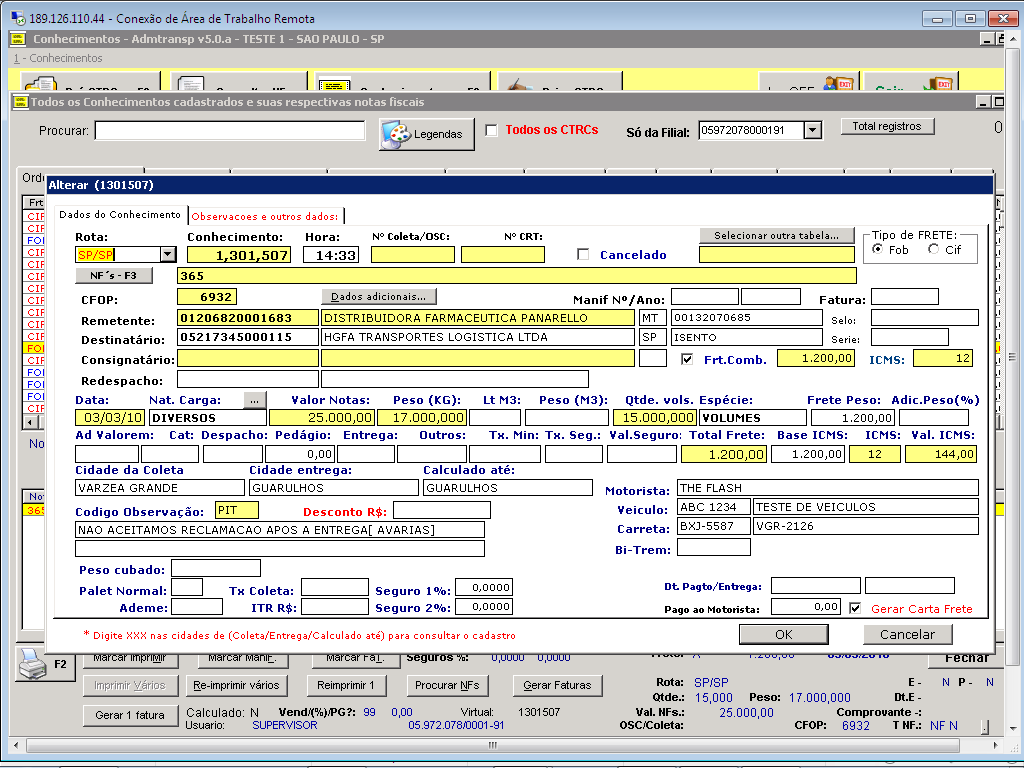 189.126.110.44 - Conexão de Área de Trabalho Remota
Conhecimentos - Admtransp v5.0.a - TESTE 1 - SAO PAULO - SP
1 - Conhecimentos
Todos os Conhecimentos cadastrados e suas respectivas notas fiscais
Procurar: Legendas Todos os CTRCs Só da Filial: 05972078000191 Total registros 0
Alterar (1301507)
Dados do Conhecimento Observacoes e outros dados:
Rota: Conhecimento: Hora: Nº Coleta/OSC: Nº CRT: Selecionar outra tabela... Tipo de FRETE:
SP/SP 1,301,507 14:33 Cancelado Fob Cif
NF´s - F3 365
CFOP: 6932 Dados adicionais... Manif Nº/Ano: Fatura:
Remetente: 01206820001683 DISTRIBUIDORA FARMACEUTICA PANARELLO MT 00132070685 Selo:
Destinatário: 05217345000115 HGFA TRANSPORTES LOGISTICA LTDA SP ISENTO Serie:
Consignatário: Frt.Comb. 1.200,00 ICMS: 12
Redespacho:
Data: Nat. Carga: ... Valor Notas: Peso (KG): Lt M3: Peso (M3): Qtde. vols. Espécie: Frete Peso: Adic.Peso(%)
03/03/10 DIVERSOS 25.000,00 17.000,000 15.000,000 VOLUMES 1.200,00
Ad Valorem: Cat: Despacho: Pedágio: Entrega: Outros: Tx. Min: Tx. Seg.: Val.Seguro: Total Frete: Base ICMS: ICMS: Val. ICMS:
0,00 1.200,00 1.200,00 12 144,00
Cidade da Coleta Cidade entrega: Calculado até:
VARZEA GRANDE GUARULHOS GUARULHOS
Motorista: THE FLASH
Codigo Observação: PIT Desconto R$: Veiculo: ABC 1234 TESTE DE VEICULOS
NAO ACEITAMOS RECLAMACAO APOS A ENTREGA[ AVARIAS] Carreta: BXJ-5587 VGR-2126
Bi-Trem:
Peso cubado:
Palet Normal: Tx Coleta: Seguro 1%: 0,0000 Dt. Pagto/Entrega:
Ademe: ITR R$: Seguro 2%: 0,0000 Pago ao Motorista: 0,00 Gerar Carta Frete
* Digite XXX nas cidades de (Coleta/Entrega/Calculado até) para consultar o cadastro OK Cancelar
F2 Marcar Imprimir Marcar Manif. Marcar Fat. Seguros %: 0,0000 0,0000 Fechar
Imprimir Vários Re-imprimir vários Reimprimir 1 Procurar NFs Gerar Faturas Rota: SP/SP E - N P - N
Qtde.: 15,000 Peso: 17.000,000 Dt.E -
Gerar 1 fatura Calculado: N Vend/(%)/PG?: 99 0,00 Virtual: 1301507 Val. NFs.: 25.000,00 Comprovante -:
Usuario: SUPERVISOR 05.972.078/0001-91 OSC/Coleta: CFOP: 6932 T NF.: NF N